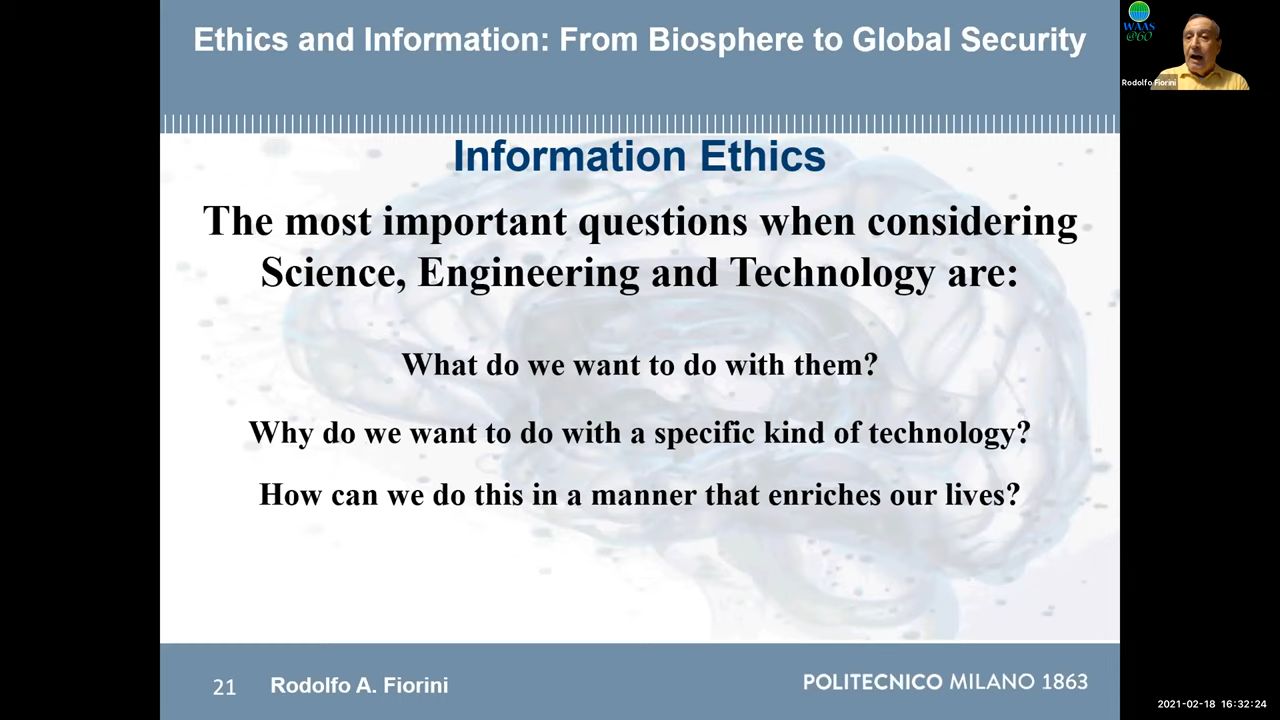 Ethics and Information: From Biosphere to Global Security
WAAS
@60
Rodolfo Fiorini
Information Ethics
The most important questions when considering
Science, Engineering and Technology are:
What do we want to do with them?
Why do we want to do with a specific kind of technology?
How can we do this in a manner that enriches our lives?
21
Rodolfo A. Fiorini
POLITECNICO MILANO 1863
2021-02-18 16:32:24